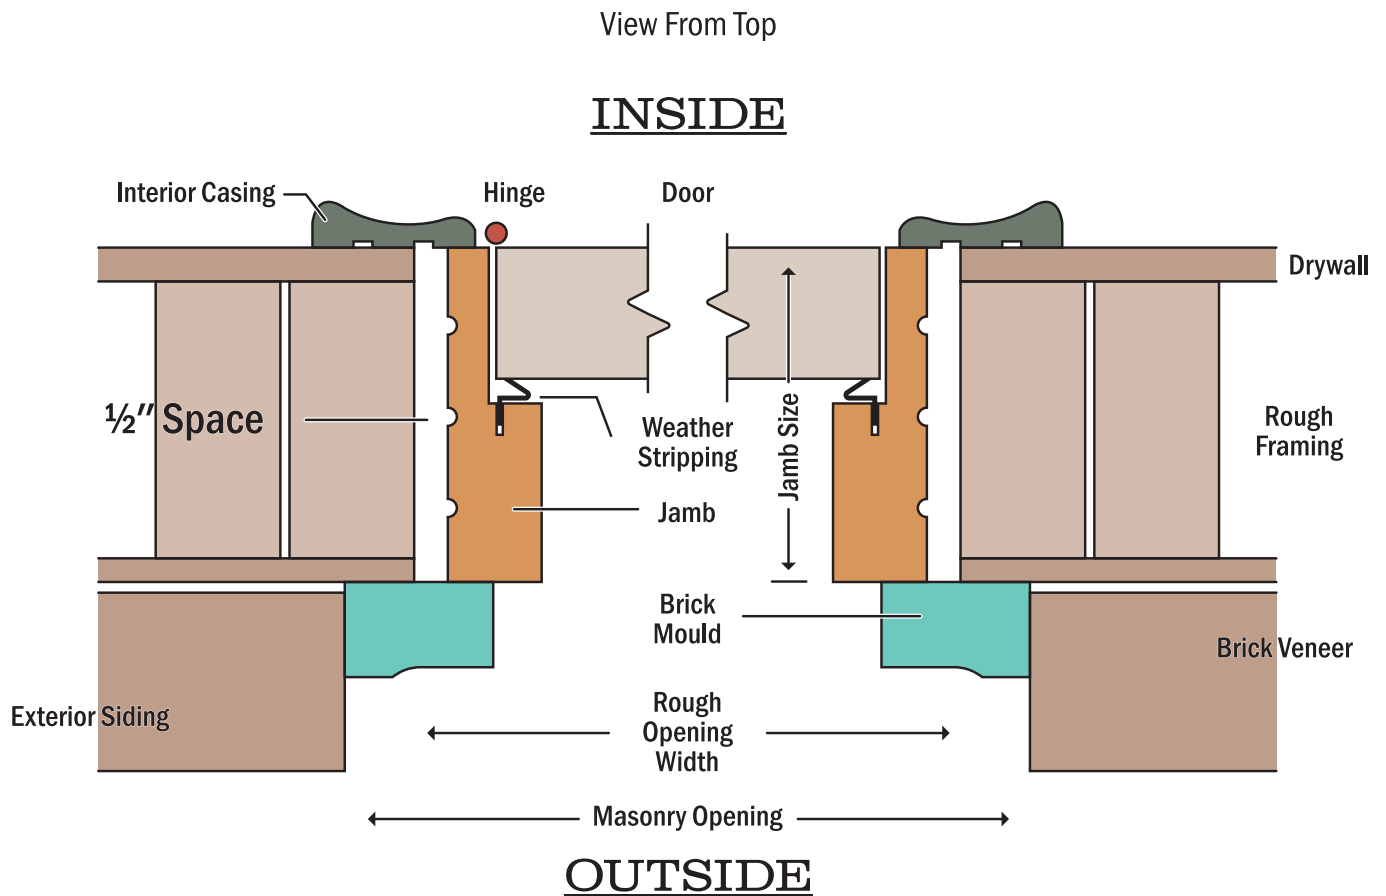 View From Top
INSIDE
Interior Casing
Hinge
Door
Drywall
½″ Space
Weather
Stripping
Jamb Size
Rough
Framing
Jamb
Brick
Mould
Brick Veneer
Exterior Siding
Rough
Opening
Width
Masonry Opening
OUTSIDE